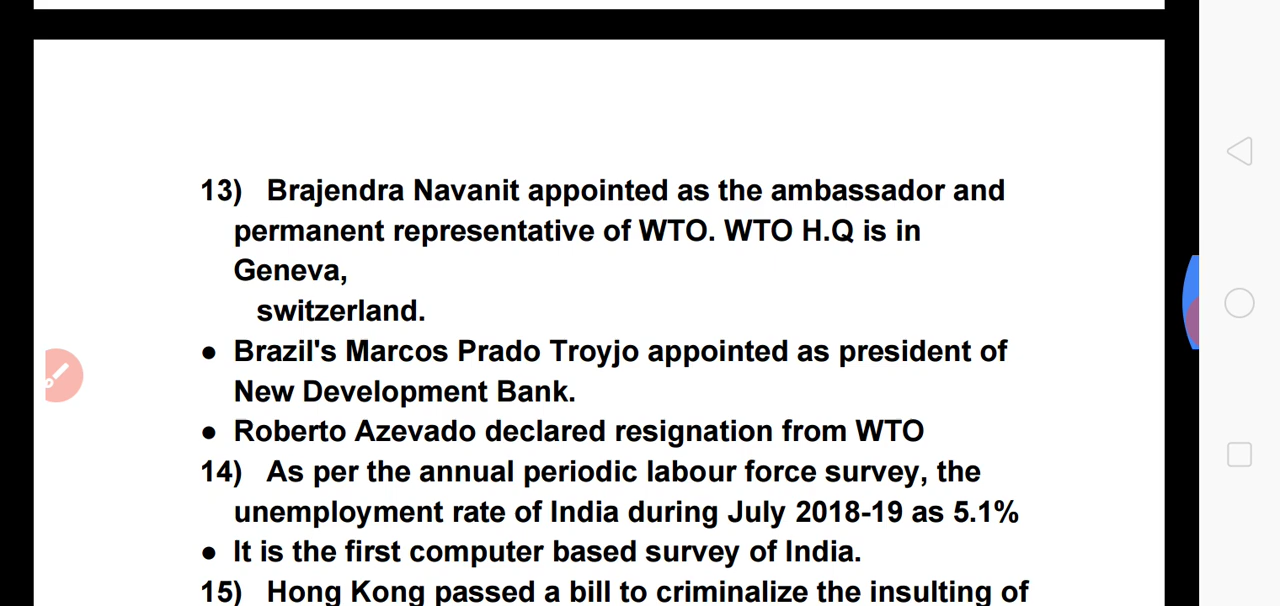 13) Brajendra Navanit appointed as the ambassador and
permanent representative of WTO. WTO H.Q is in
Geneva,
switzerland.
● Brazil's Marcos Prado Troyjo appointed as president of
New Development Bank.
● Roberto Azevado declared resignation from WTO
14) As per the annual periodic labour force survey, the
unemployment rate of India during July 2018-19 as 5.1%
● It is the first computer based survey of India.
15) Hong Kong passed a bill to criminalize the insulting of